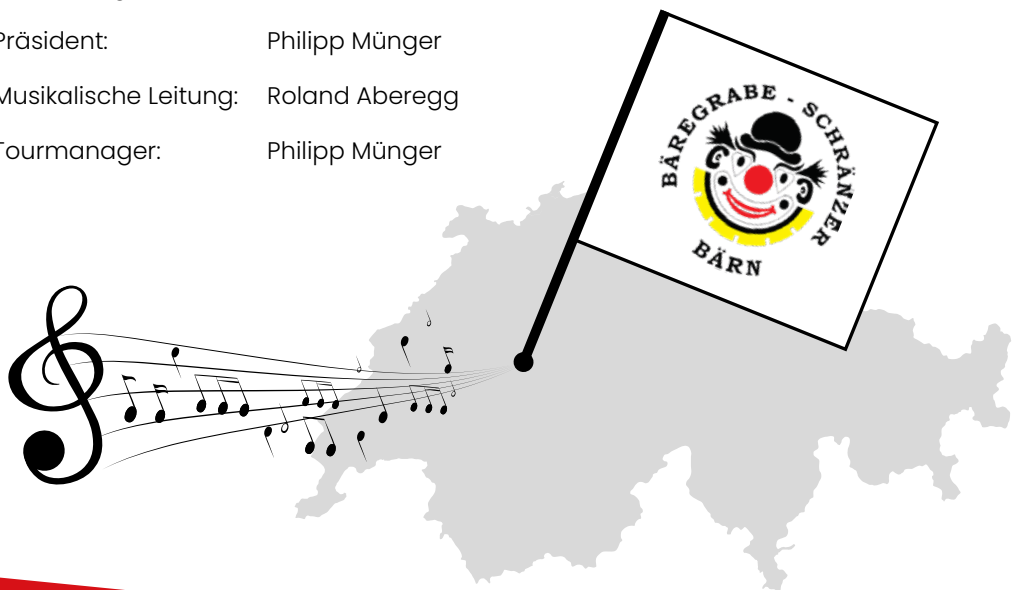 Präsident: Philipp Münger
Musikalische Leitung: Roland Aberegg
Tourmanager: Philipp Münger
BÄREGRABE - SCHRÄNZER
BÄRN